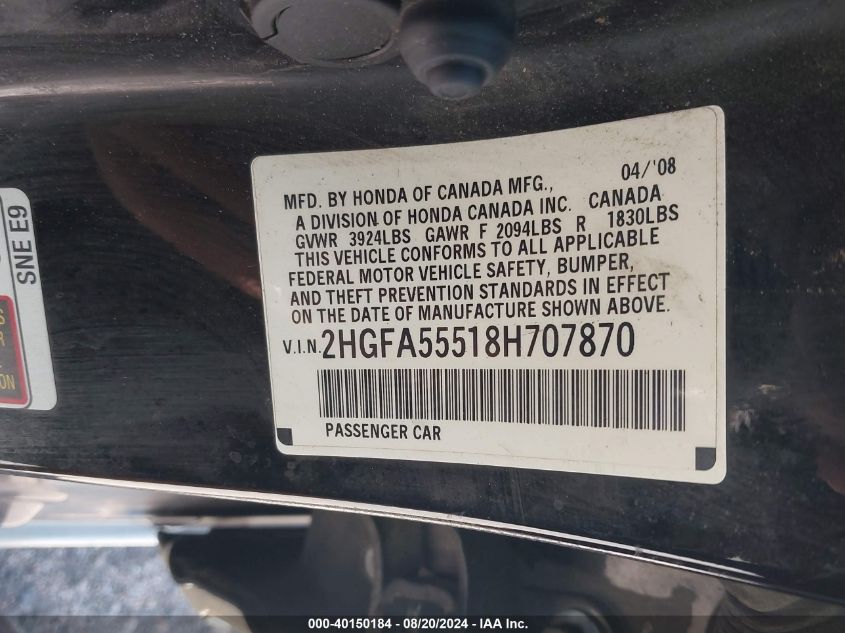 04/'08
MFD. BY HONDA OF CANADA MFG.,
A DIVISION OF HONDA CANADA INC. CANADA
GVWR 3924LBS GAWR F 2094LBS R 1830LBS
THIS VEHICLE CONFORMS TO ALL APPLICABLE
FEDERAL MOTOR VEHICLE SAFETY, BUMPER,
AND THEFT PREVENTION STANDARDS IN EFFECT
ON THE DATE OF MANUFACTURE SHOWN ABOVE.
V.I.N. 2HGFA55518H707870
PASSENGER CAR
SNE E9
000-40150184 - 08/20/2024 - IAA Inc.